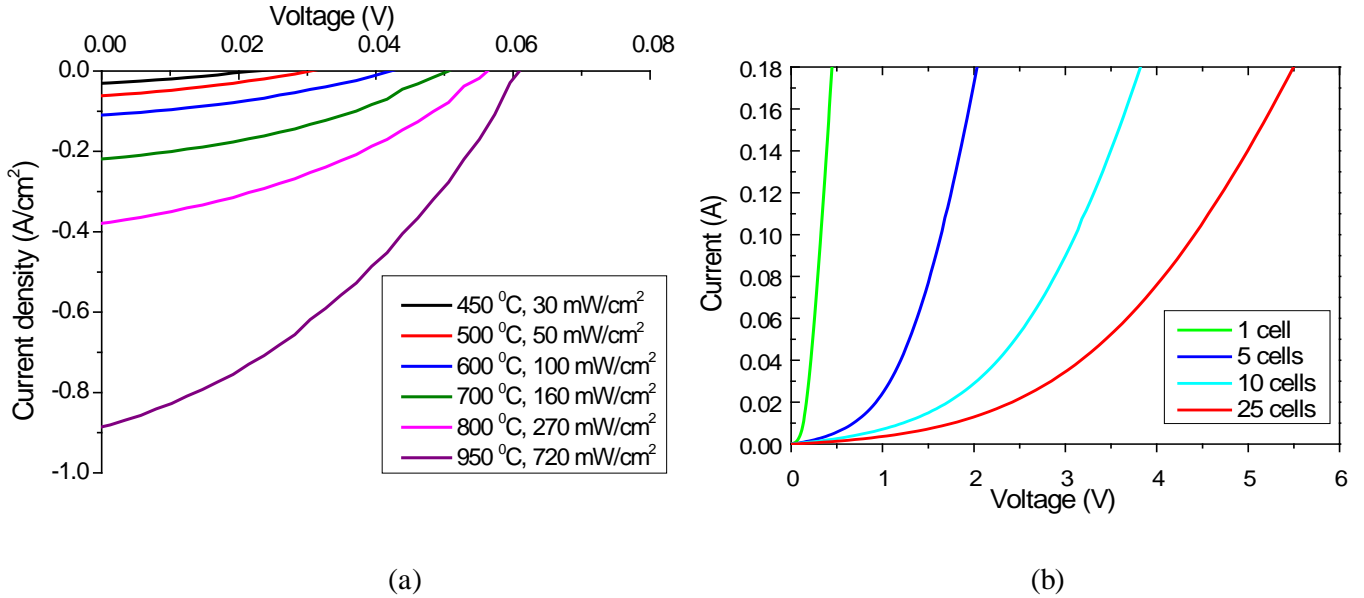 Voltage (V)
0.00 0.02 0.04 0.06 0.08
0.0
-0.2
-0.4
-0.6
-0.8
-1.0
Current density (A/cm²)
450 ⁰C, 30 mW/cm²
500 ⁰C, 50 mW/cm²
600 ⁰C, 100 mW/cm²
700 ⁰C, 160 mW/cm²
800 ⁰C, 270 mW/cm²
950 ⁰C, 720 mW/cm²
(a)
0.18
0.16
0.14
0.12
0.10
0.08
0.06
0.04
0.02
0.00
Current (A)
1 cell
5 cells
10 cells
25 cells
0 1 2 3 4 5 6
Voltage (V)
(b)